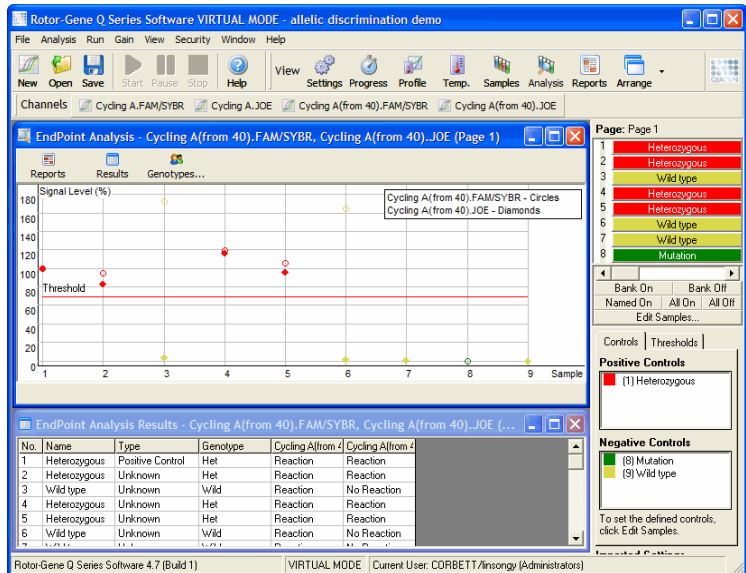 Rotor-Gene Q Series Software VIRTUAL MODE - allelic discrimination demo
File Analysis Run Gain View Security Window Help
New Open Save Start Pause Stop Help View Settings Progress Profile Temp. Samples Analysis Reports Arrange
Channels Cycling A.FAM/SYBR Cycling A.JOE Cycling A(from 40).FAM/SYBR Cycling A(from 40).JOE
EndPoint Analysis - Cycling A(from 40).FAM/SYBR, Cycling A(from 40).JOE (Page 1)
Reports Results Genotypes...
Signal Level (%)
Cycling A(from 40).FAM/SYBR - Circles
Cycling A(from 40).JOE - Diamonds
180
160
140
120
100
80
60
40
20
0
Threshold
1 2 3 4 5 6 7 8 9 Sample
Page: Page 1
1 Heterozygous
2 Heterozygous
3 Wild type
4 Heterozygous
5 Heterozygous
6 Wild type
7 Wild type
8 Mutation
Bank On Bank Off
Named On All On All Off
Edit Samples...
Controls Thresholds
Positive Controls
(1) Heterozygous
Negative Controls
(8) Mutation
(9) Wild type
To set the defined controls,
click Edit Samples.
Imported Settings
EndPoint Analysis Results - Cycling A(from 40).FAM/SYBR, Cycling A(from 40).JOE (...
No. Name Type Genotype Cycling A(from 4 Cycling A(from 4
1 Heterozygous Positive Control Het Reaction Reaction
2 Heterozygous Unknown Het Reaction Reaction
3 Wild type Unknown Wild Reaction No Reaction
4 Heterozygous Unknown Het Reaction Reaction
5 Heterozygous Unknown Het Reaction Reaction
6 Wild type Unknown Wild Reaction No Reaction
Rotor-Gene Q Series Software 4.7 (Build 1) VIRTUAL MODE Current User: CORBETT/linsongy (Administrators)